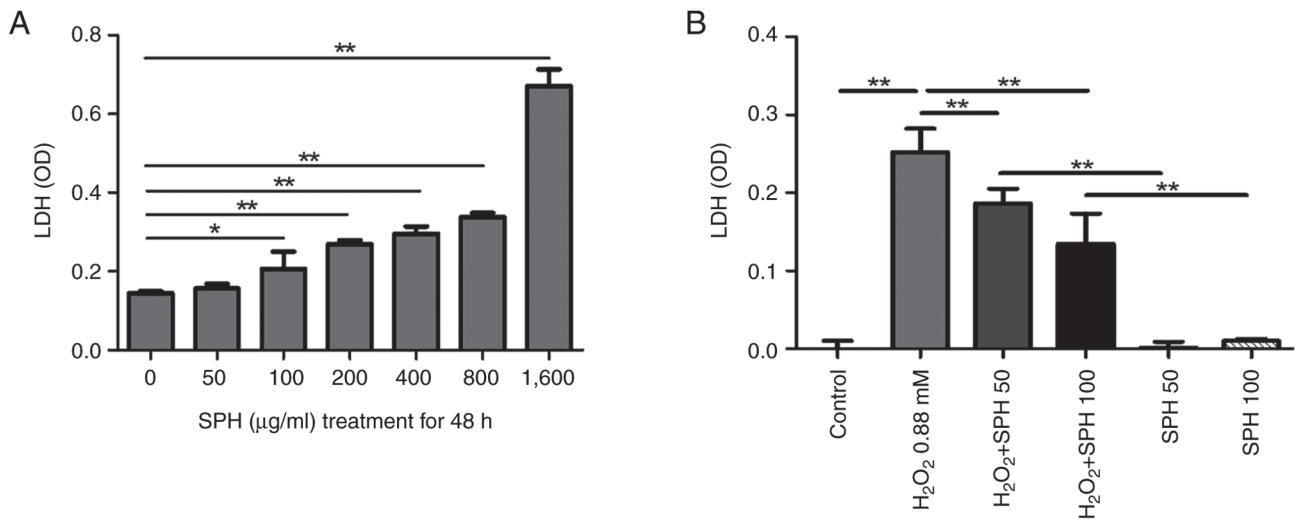 A
LDH (OD)
0.8
0.6
0.4
0.2
0.0
**
**
**
**
*
0 50 100 200 400 800 1,600
SPH (μg/ml) treatment for 48 h
B
LDH (OD)
0.4
0.3
0.2
0.1
0.0
** **
**
**
**
Control
H₂O₂ 0.88 mM
H₂O₂+SPH 50
H₂O₂+SPH 100
SPH 50
SPH 100